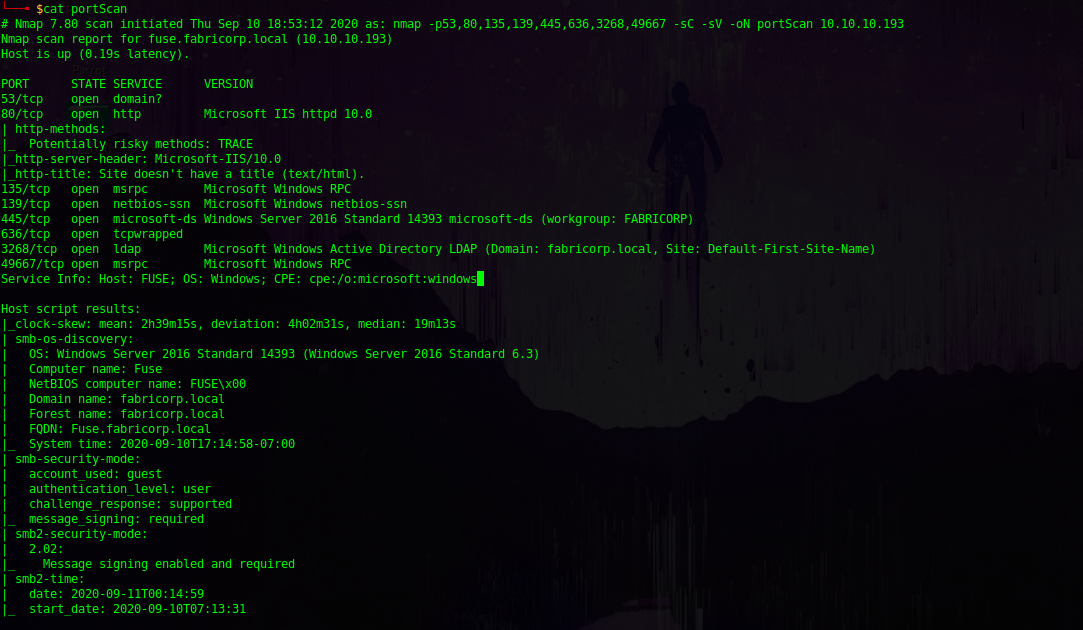 $cat portScan
# Nmap 7.80 scan initiated Thu Sep 10 18:53:12 2020 as: nmap -p53,80,135,139,445,636,3268,49667 -sC -sV -oN portScan 10.10.10.193
Nmap scan report for fuse.fabricorp.local (10.10.10.193)
Host is up (0.19s latency).

PORT      STATE SERVICE      VERSION
53/tcp    open  domain?
80/tcp    open  http         Microsoft IIS httpd 10.0
| http-methods:
|_  Potentially risky methods: TRACE
|_http-server-header: Microsoft-IIS/10.0
|_http-title: Site doesn't have a title (text/html).
135/tcp   open  msrpc        Microsoft Windows RPC
139/tcp   open  netbios-ssn  Microsoft Windows netbios-ssn
445/tcp   open  microsoft-ds Windows Server 2016 Standard 14393 microsoft-ds (workgroup: FABRICORP)
636/tcp   open  tcpwrapped
3268/tcp  open  ldap         Microsoft Windows Active Directory LDAP (Domain: fabricorp.local, Site: Default-First-Site-Name)
49667/tcp open  msrpc        Microsoft Windows RPC
Service Info: Host: FUSE; OS: Windows; CPE: cpe:/o:microsoft:windows

Host script results:
|_clock-skew: mean: 2h39m15s, deviation: 4h02m31s, median: 19m13s
| smb-os-discovery:
|   OS: Windows Server 2016 Standard 14393 (Windows Server 2016 Standard 6.3)
|   Computer name: Fuse
|   NetBIOS computer name: FUSE\x00
|   Domain name: fabricorp.local
|   Forest name: fabricorp.local
|   FQDN: Fuse.fabricorp.local
|_  System time: 2020-09-10T17:14:58-07:00
| smb-security-mode:
|   account_used: guest
|   authentication_level: user
|   challenge_response: supported
|_  message_signing: required
| smb2-security-mode:
|   2.02:
|_    Message signing enabled and required
| smb2-time:
|   date: 2020-09-11T00:14:59
|_  start_date: 2020-09-10T07:13:31